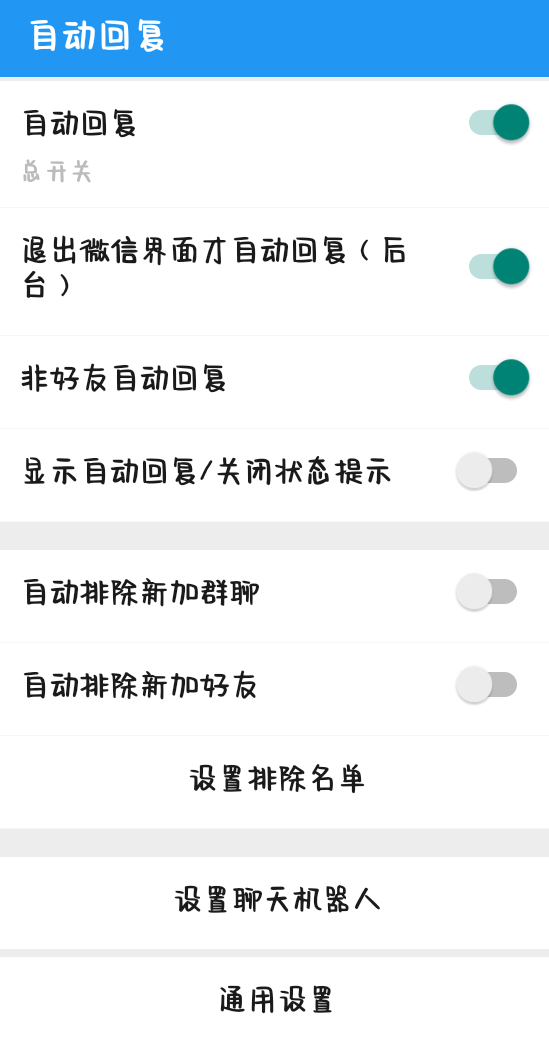 自动回复
自动回复
总开关
退出微信界面才自动回复（后
台）
非好友自动回复
显示自动回复/关闭状态提示
自动排除新加群聊
自动排除新加好友
设置排除名单
设置聊天机器人
通用设置